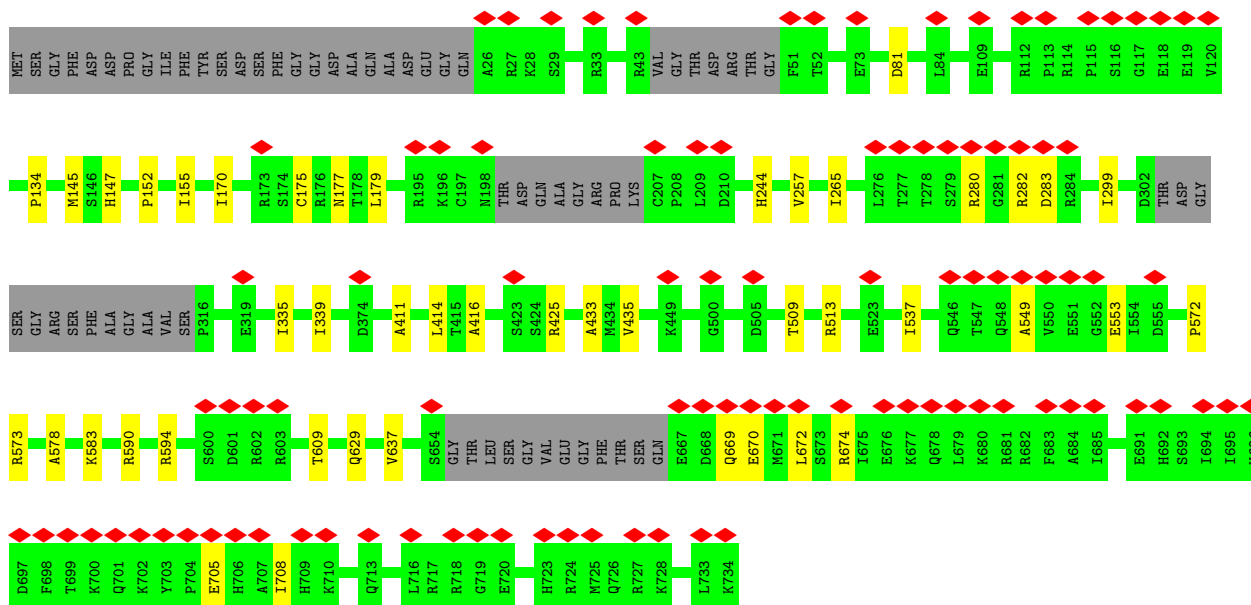 MET SER GLY PHE ASP ASP PRO GLY ILE PHE TYR SER ASP SER PHE GLY GLY ASP ALA GLN ALA ASP GLU GLY GLN A26 R27 K28 S29 R33 R43 VAL GLY THR ASP ARG THR GLY F51 T52 E73 D81 L84 E109 R112 P113 R114 P115 S116 G117 E118 E119 V120
P134 M145 S146 H147 P152 I155 I170 R173 S174 C175 R176 N177 T178 L179 R195 K196 C197 N198 THR ASP GLN ALA GLY ARG PRO LYS C207 P208 L209 D210 H244 V257 I265 L276 T277 T278 S279 R280 G281 R282 D283 R284 I299 D302 THR ASP GLY
SER GLY ARG SER PHE ALA GLY ALA VAL SER P316 E319 I335 I339 D374 A411 L414 T415 A416 S423 S424 R425 A433 M434 V435 K449 G500 D505 T509 R513 E523 I537 Q546 T547 Q548 A549 V550 E551 G552 E553 I554 D555 P572
R573 A578 K583 R590 R594 S600 D601 R602 R603 T609 Q629 V637 S654 GLY THR LEU SER GLY VAL GLU GLY PHE THR SER GLN E667 D668 Q669 E670 M671 L672 S673 R674 I675 E676 K677 Q678 L679 K680 R681 R682 F683 A684 I685 E691 H692 S693 I694 I695
D697 F698 T699 K700 Q701 K702 Y703 P704 E705 H706 A707 I708 H709 K710 Q713 L716 R717 R718 G719 E720 H723 R724 M725 Q726 R727 K728 L733 K734